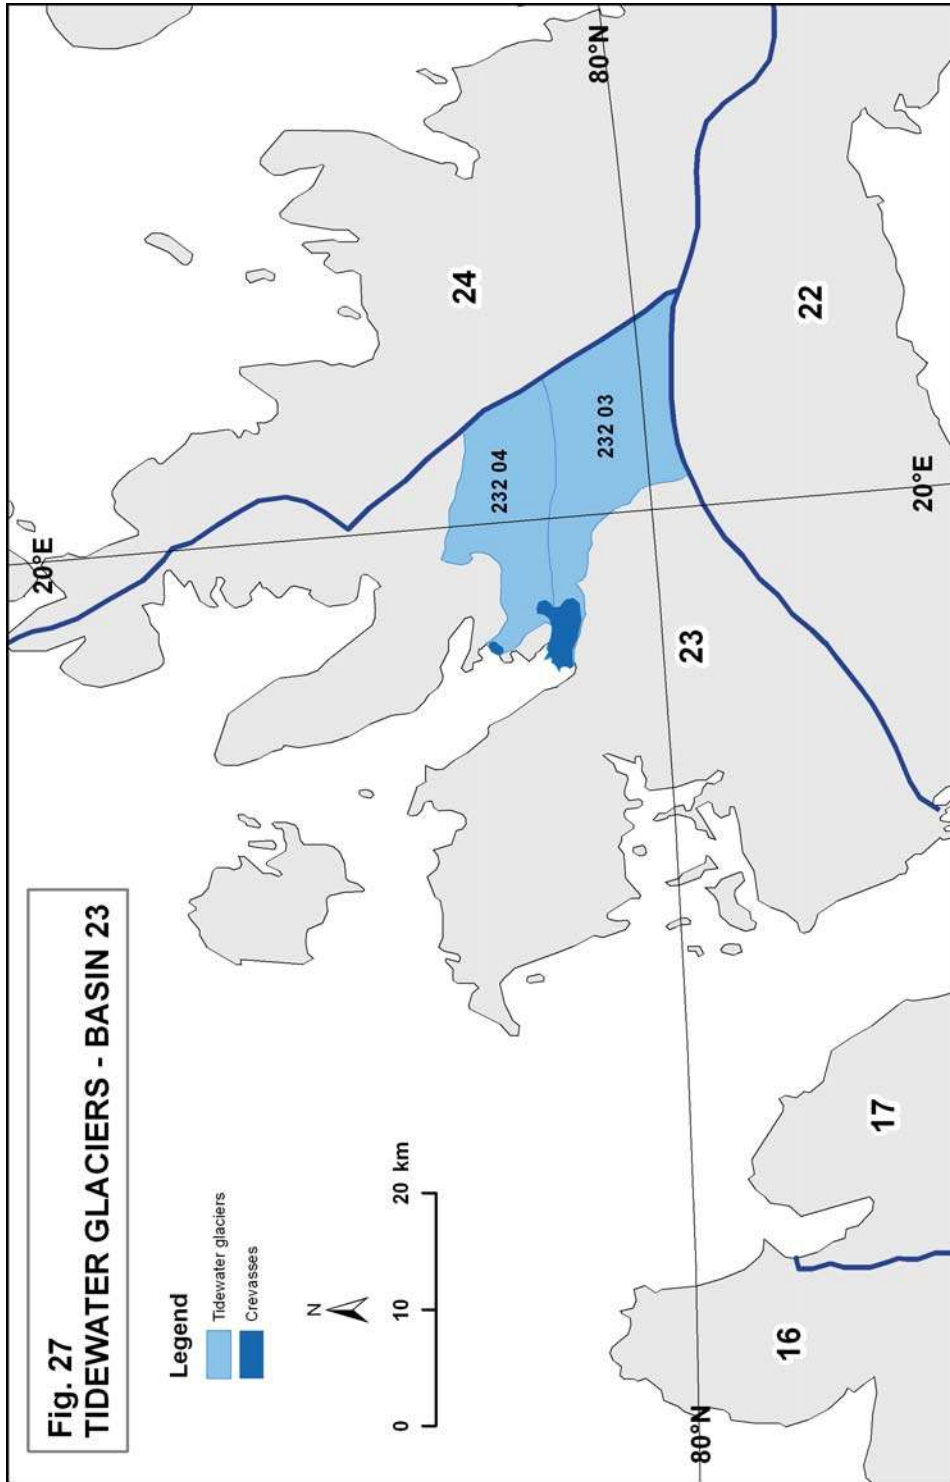 Fig. 27
TIDEWATER GLACIERS - BASIN 23
Legend
Tidewater glaciers
Crevasses
N
0 10 20 km
20°E
80°N
24
232 04
232 03
22
23
20°E
17
16
80°N